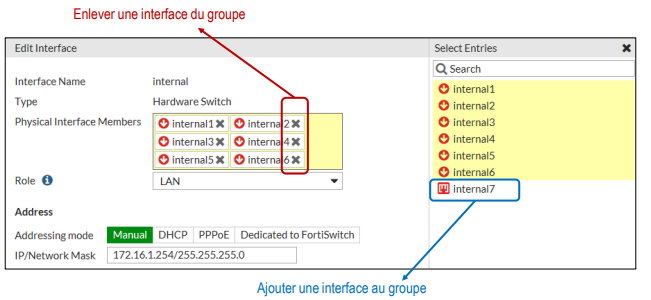 Enlever une interface du groupe
Edit Interface
Interface Name internal
Type Hardware Switch
Physical Interface Members internal1 internal2
internal3 internal4
internal5 internal6
Role LAN
Address
Addressing mode Manual DHCP PPPoE Dedicated to FortiSwitch
IP/Network Mask 172.16.1.254/255.255.255.0
Select Entries
Search
internal1
internal2
internal3
internal4
internal5
internal6
internal7
Ajouter une interface au groupe